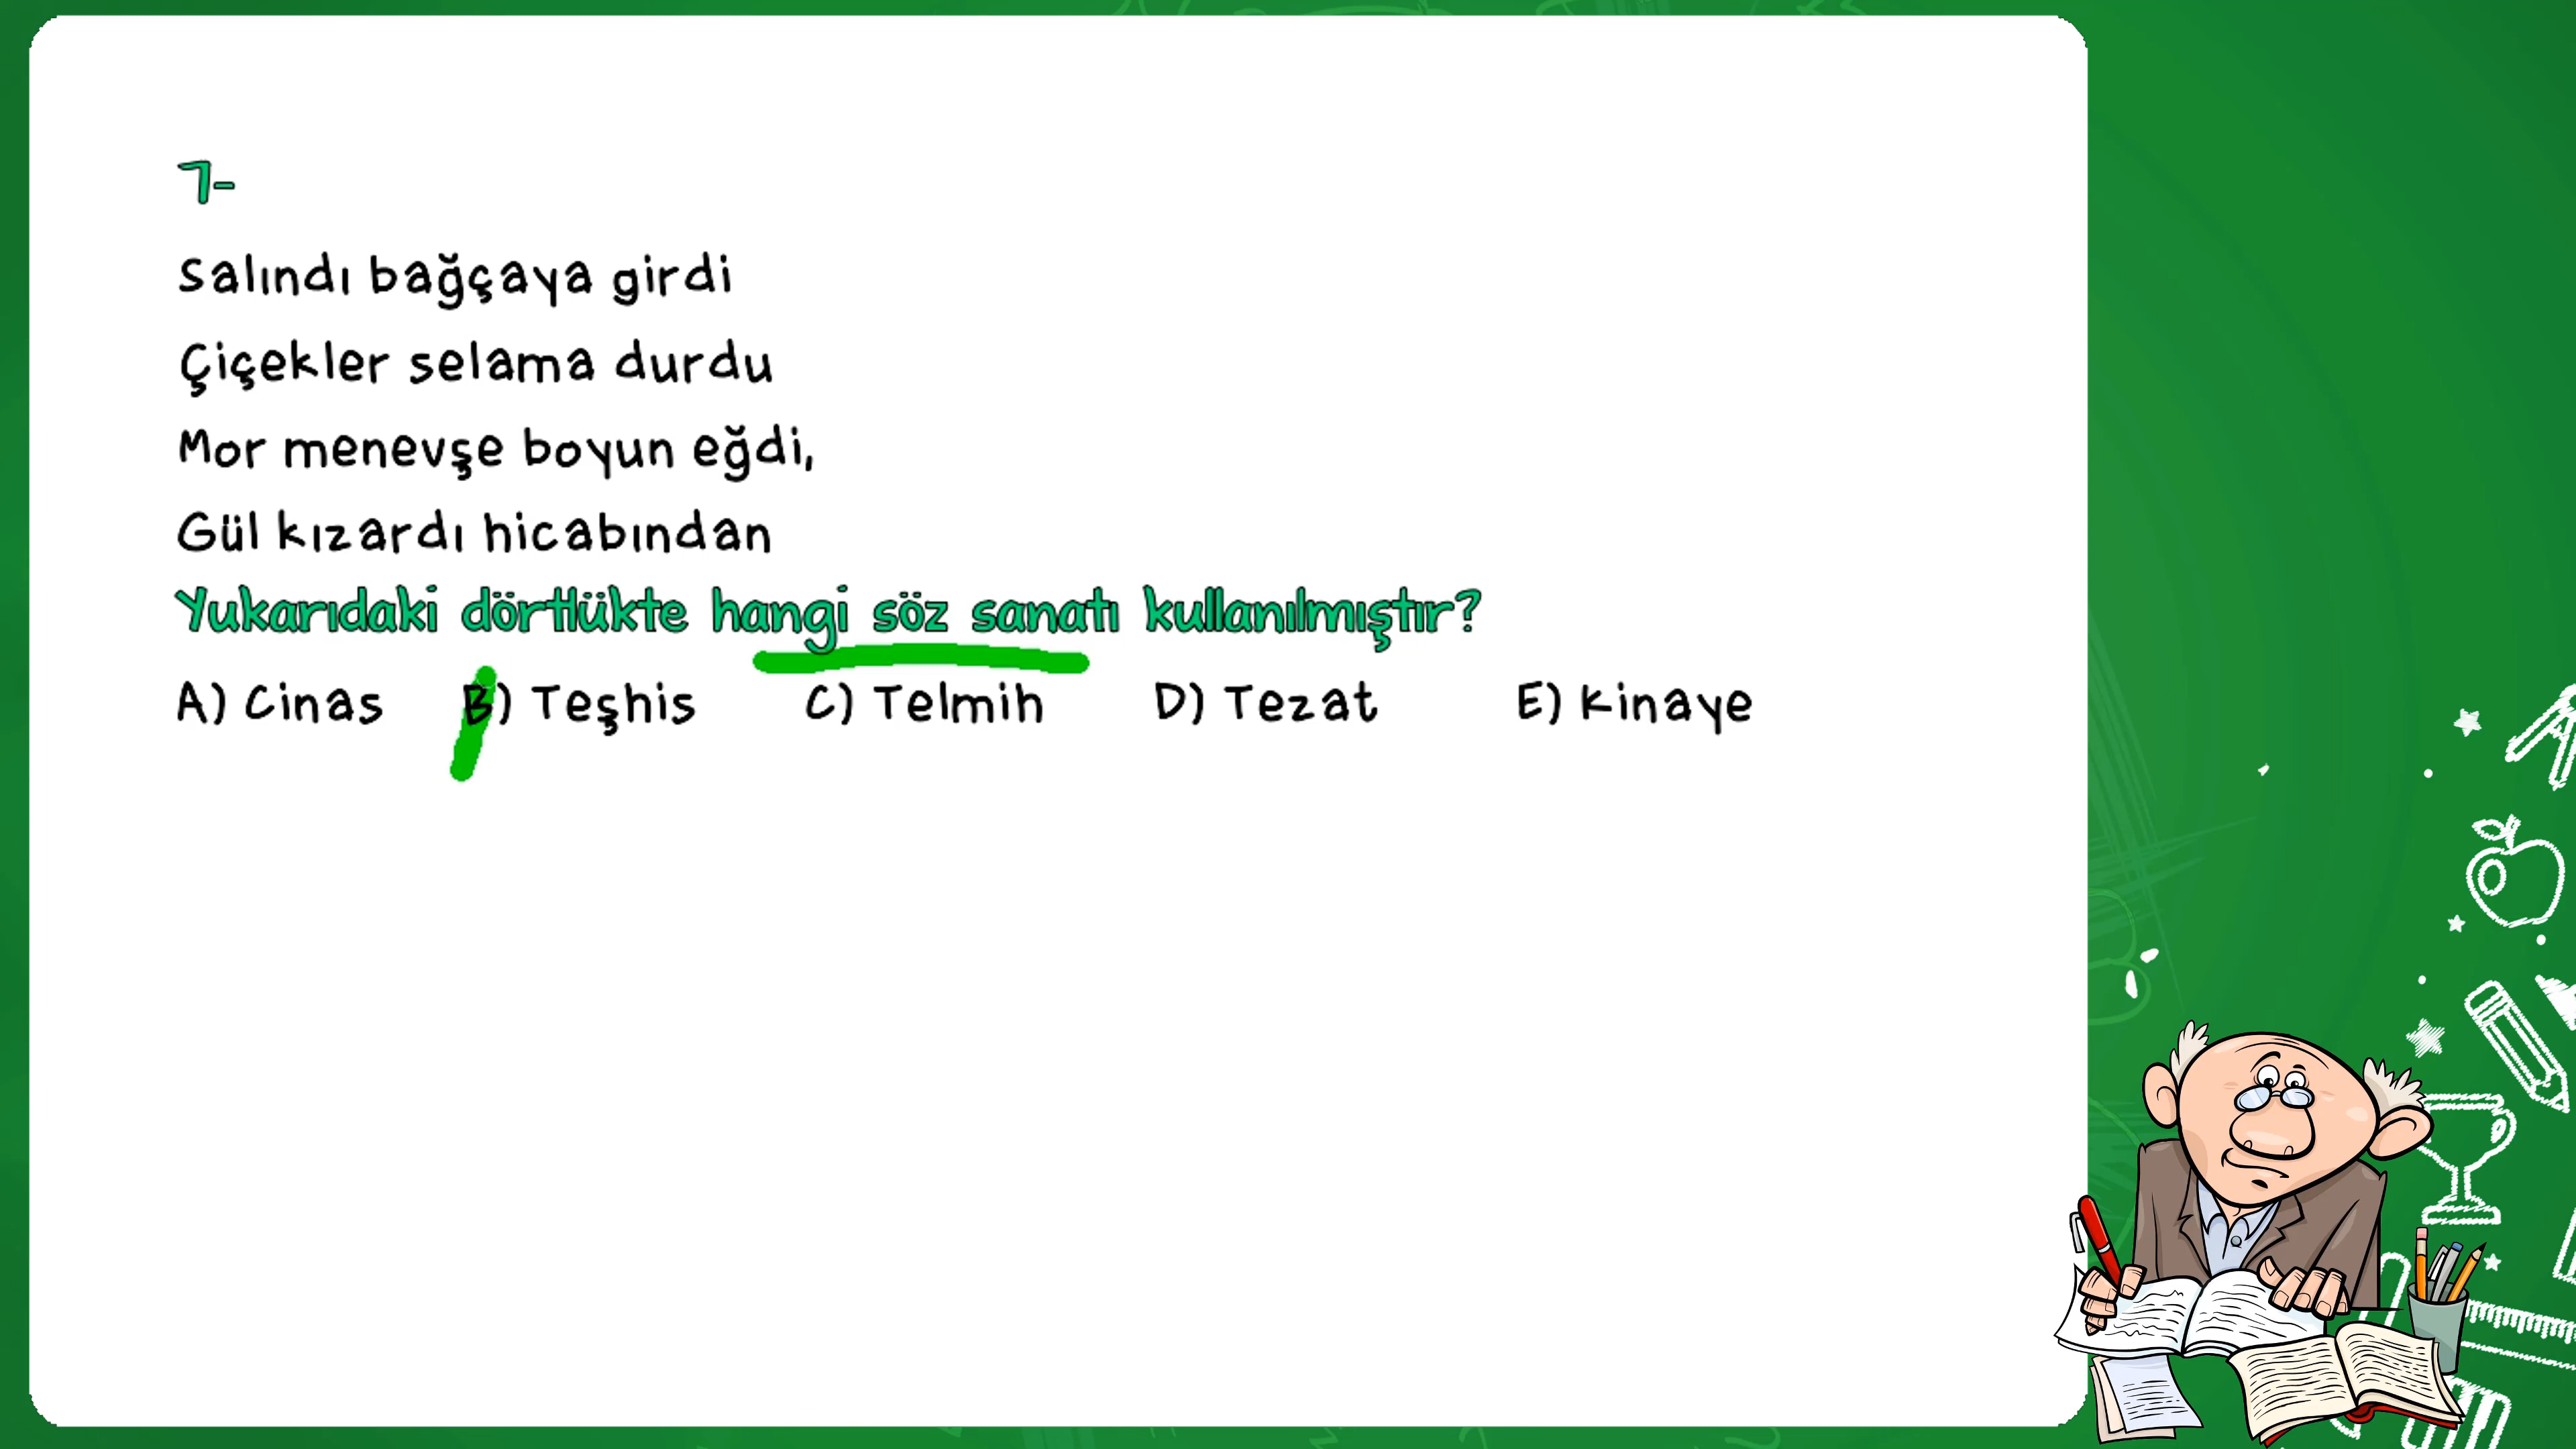 7-
Salındı bağçaya girdi
Çiçekler selama durdu
Mor menevşe boyun eğdi,
Gül kızardı hicabından
Yukarıdaki dörtlükte hangi söz sanatı kullanılmıştır?
A) Cinas B) Teşhis C) Telmih D) Tezat E) Kinaye